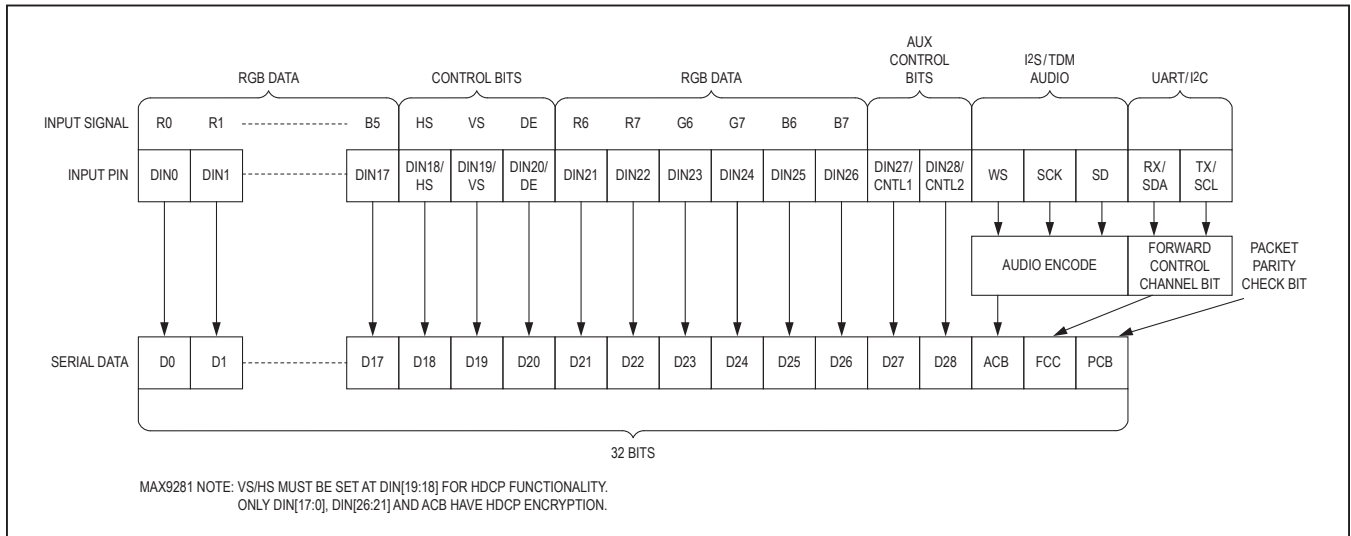 AUX
CONTROL
BITS
I2S/TDM
AUDIO
RGB DATA
CONTROL BITS
RGB DATA
UART/I2C
INPUT SIGNAL R0 R1 B5 HS VS DE R6 R7 G6 G7 B6 B7
INPUT PIN DIN0 DIN1 DIN17 DIN18/ HS DIN19/ VS DIN20/ DE DIN21 DIN22 DIN23 DIN24 DIN25 DIN26 DIN27/ CNTL1 DIN28/ CNTL2 WS SCK SD RX/ SDA TX/ SCL
AUDIO ENCODE
FORWARD
CONTROL
CHANNEL BIT
PACKET
PARITY
CHECK BIT
SERIAL DATA D0 D1 D17 D18 D19 D20 D21 D22 D23 D24 D25 D26 D27 D28 ACB FCC PCB
32 BITS
MAX9281 NOTE: VS/HS MUST BE SET AT DIN[19:18] FOR HDCP FUNCTIONALITY.
ONLY DIN[17:0], DIN[26:21] AND ACB HAVE HDCP ENCRYPTION.